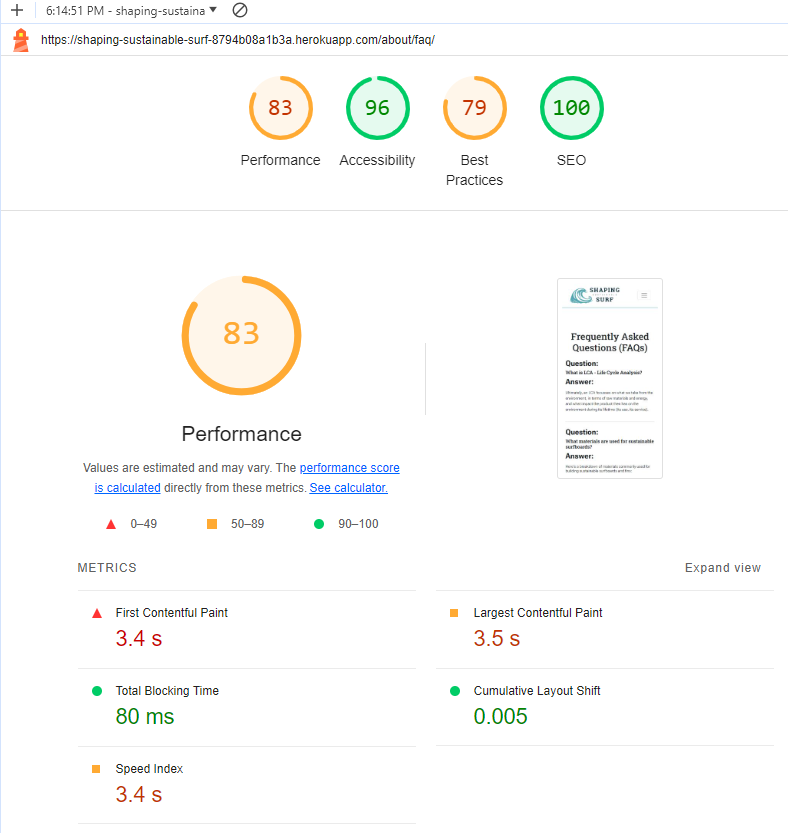 6:14:51 PM - shaping-sustaina
https://shaping-sustainable-surf-8794b08a1b3a.herokuapp.com/about/faq/
83 96 79 100
Performance Accessibility Best Practices SEO
83
Performance
Values are estimated and may vary. The performance score
is calculated directly from these metrics. See calculator.
0–49 50–89 90–100
SHAPING
SURF
Frequently Asked
Questions (FAQs)
Question:
What is LCA - Life Cycle Analysis?
Answer:
Question:
What materials are used for sustainable
surfboards?
Answer:
METRICS Expand view
First Contentful Paint
3.4 s
Largest Contentful Paint
3.5 s
Total Blocking Time
80 ms
Cumulative Layout Shift
0.005
Speed Index
3.4 s